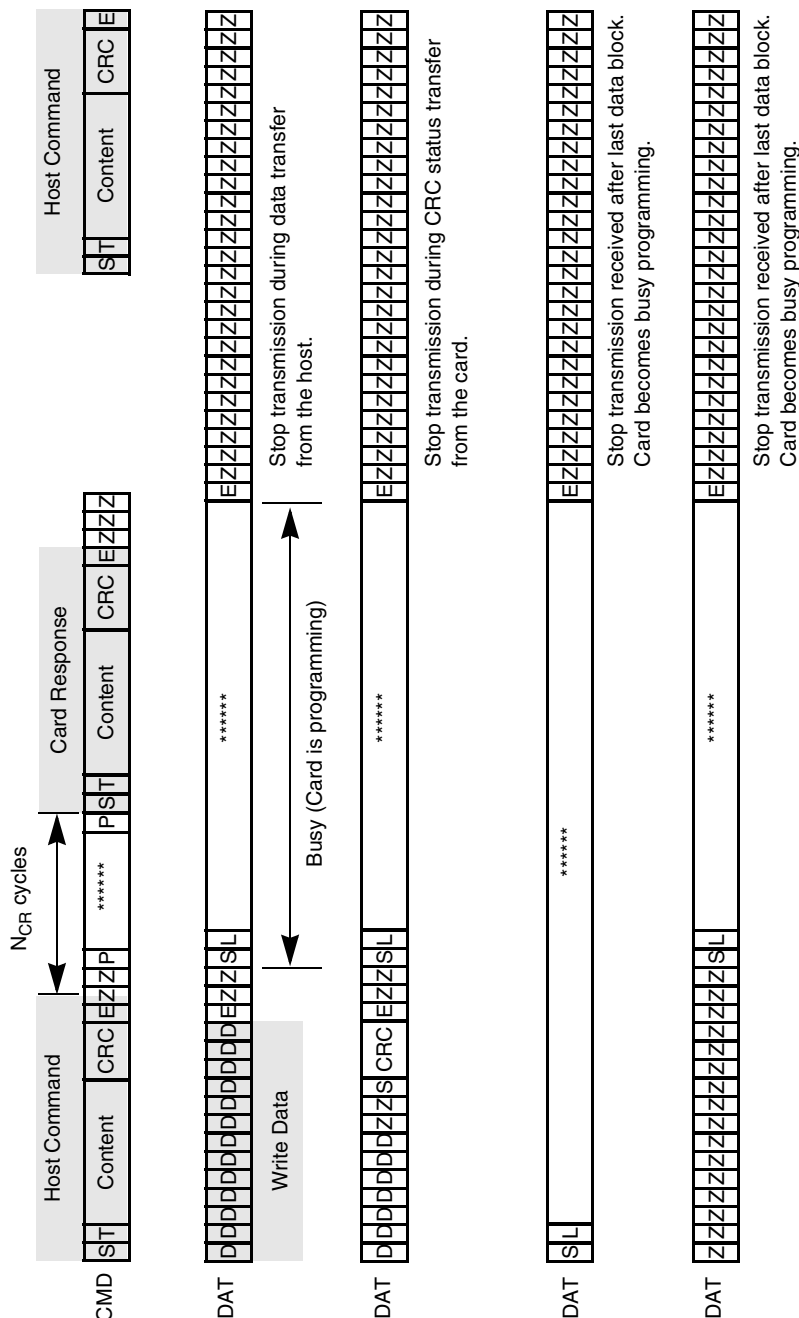 N_CR cycles
Host Command Card Response Host Command
CMD S T Content CRC E Z Z P ****** P S T Content CRC E Z Z Z S T Content CRC E
DAT D D D D D D D D D D D D D E Z Z S L ****** E Z Z Z Z Z Z Z Z Z Z Z Z Z Z Z Z Z Z Z Z Z Z Z Z Z Z
Write Data
Busy (Card is programming)
Stop transmission during data transfer
from the host.
DAT D D D D D D D Z Z S CRC E Z Z S L ****** E Z Z Z Z Z Z Z Z Z Z Z Z Z Z Z Z Z Z Z Z Z Z Z Z Z Z
Stop transmission during CRC status transfer
from the card.
DAT S L ****** E Z Z Z Z Z Z Z Z Z Z Z Z Z Z Z Z Z Z Z Z Z Z Z Z Z Z
Stop transmission received after last data block.
Card becomes busy programming.
DAT Z Z Z Z Z Z Z Z Z Z Z Z Z Z Z Z S L ****** E Z Z Z Z Z Z Z Z Z Z Z Z Z Z Z Z Z Z Z Z Z Z Z Z Z Z
Stop transmission received after last data block.
Card becomes busy programming.